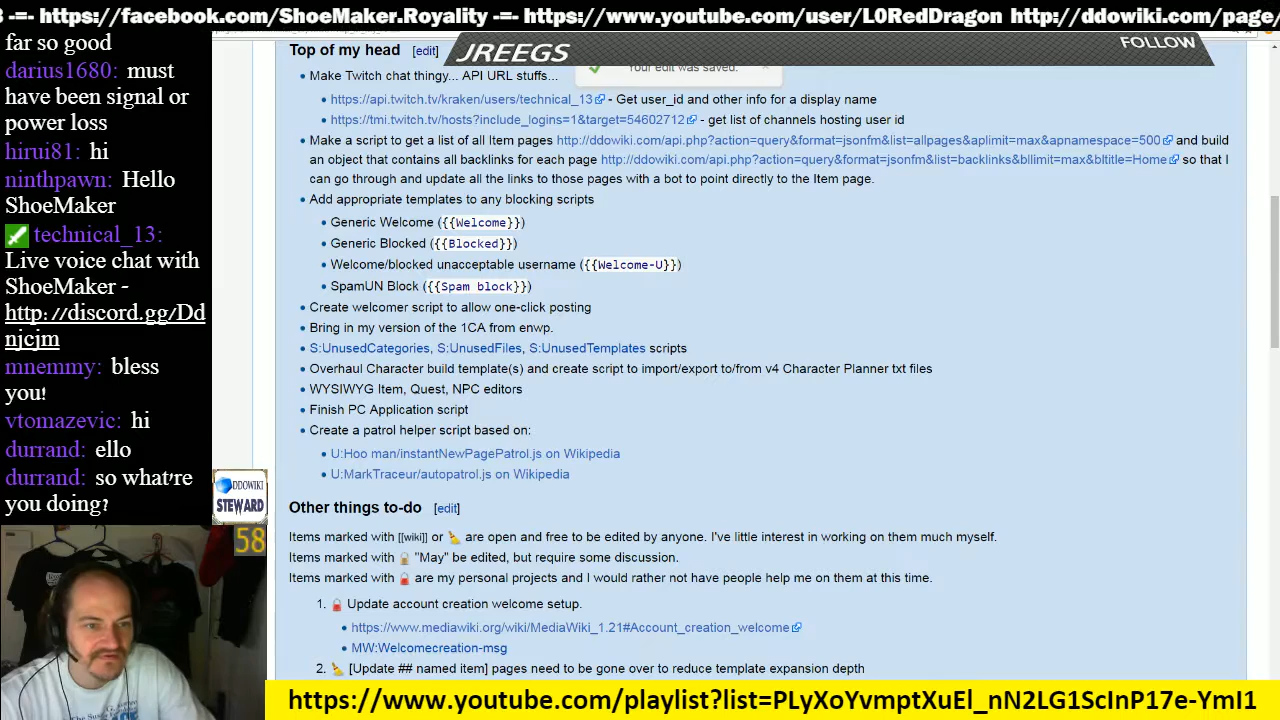 3 -=- https://facebook.com/ShoeMaker.Royality -=- https://www.youtube.com/user/L0RedDragon http://ddowiki.com/page/
far so good
darius1680: must
have been signal or
power loss
hirui81: hi
ninthpawn: Hello
ShoeMaker
technical_13:
Live voice chat with
ShoeMaker -
http://discord.gg/Dd
njcjm
mnemmy: bless
you!
vtomazevic: hi
durrand: ello
durrand: so what're
you doing?
DDOWIKI
STEWARD
58
JREEGS
FOLLOW
Your edit was saved.
Top of my head [edit]
Make Twitch chat thingy... API URL stuffs...
https://api.twitch.tv/kraken/users/technical_13 - Get user_id and other info for a display name
https://tmi.twitch.tv/hosts?include_logins=1&target=54602712 - get list of channels hosting user id
Make a script to get a list of all Item pages http://ddowiki.com/api.php?action=query&format=jsonfm&list=allpages&aplimit=max&apnamespace=500 and build
an object that contains all backlinks for each page http://ddowiki.com/api.php?action=query&format=jsonfm&list=backlinks&bllimit=max&bltitle=Home so that I
can go through and update all the links to those pages with a bot to point directly to the Item page.
Add appropriate templates to any blocking scripts
Generic Welcome ({{Welcome}})
Generic Blocked ({{Blocked}})
Welcome/blocked unacceptable username ({{Welcome-U}})
SpamUN Block ({{Spam block}})
Create welcomer script to allow one-click posting
Bring in my version of the 1CA from enwp.
S:UnusedCategories, S:UnusedFiles, S:UnusedTemplates scripts
Overhaul Character build template(s) and create script to import/export to/from v4 Character Planner txt files
WYSIWYG Item, Quest, NPC editors
Finish PC Application script
Create a patrol helper script based on:
U:Hoo man/instantNewPagePatrol.js on Wikipedia
U:MarkTraceur/autopatrol.js on Wikipedia
Other things to-do [edit]
Items marked with [[wiki]] or are open and free to be edited by anyone. I've little interest in working on them much myself.
Items marked with "May" be edited, but require some discussion.
Items marked with are my personal projects and I would rather not have people help me on them at this time.
1. Update account creation welcome setup.
https://www.mediawiki.org/wiki/MediaWiki_1.21#Account_creation_welcome
MW:Welcomecreation-msg
2. [Update ## named item] pages need to be gone over to reduce template expansion depth
https://www.youtube.com/playlist?list=PLyXoYvmptXuEl_nN2LG1ScInP17e-YmI1